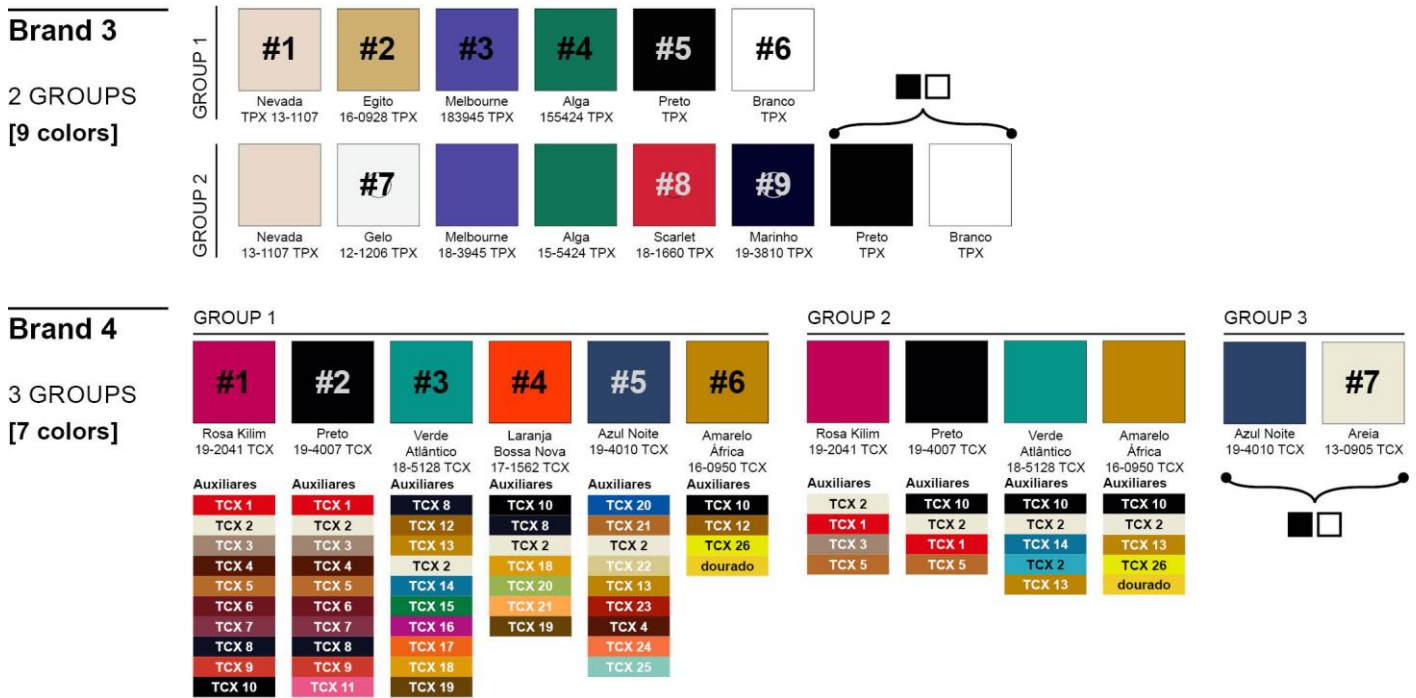 Brand 3
2 GROUPS
[9 colors]
GROUP 1
#1 #2 #3 #4 #5 #6
Nevada Egito Melbourne Alga Preto Branco
TPX 13-1107 16-0928 TPX 183945 TPX 155424 TPX TPX TPX
GROUP 2
#7 #8 #9
Nevada Gelo Melbourne Alga Scarlet Marinho Preto Branco
13-1107 TPX 12-1206 TPX 18-3945 TPX 15-5424 TPX 18-1660 TPX 19-3810 TPX TPX TPX
Brand 4
3 GROUPS
[7 colors]
GROUP 1
#1 #2 #3 #4 #5 #6
Rosa Kilim
19-2041 TCX
Auxiliares
TCX 1
TCX 2
TCX 3
TCX 4
TCX 5
TCX 6
TCX 7
TCX 8
TCX 9
TCX 10
Preto
19-4007 TCX
Auxiliares
TCX 1
TCX 2
TCX 3
TCX 4
TCX 5
TCX 6
TCX 7
TCX 8
TCX 9
TCX 11
Verde
Atlântico
18-5128 TCX
Auxiliares
TCX 8
TCX 12
TCX 13
TCX 2
TCX 14
TCX 15
TCX 16
TCX 17
TCX 18
TCX 19
Laranja
Bossa Nova
17-1562 TCX
Auxiliares
TCX 10
TCX 8
TCX 2
TCX 18
TCX 20
TCX 21
TCX 19
Azul Noite
19-4010 TCX
Auxiliares
TCX 20
TCX 21
TCX 2
TCX 22
TCX 13
TCX 23
TCX 4
TCX 24
TCX 25
Amarelo
África
16-0950 TCX
Auxiliares
TCX 10
TCX 12
TCX 26
dourado
GROUP 2
Rosa Kilim
19-2041 TCX
Auxiliares
TCX 2
TCX 1
TCX 3
TCX 5
Preto
19-4007 TCX
Auxiliares
TCX 10
TCX 2
TCX 1
TCX 5
Verde
Atlântico
18-5128 TCX
Auxiliares
TCX 10
TCX 2
TCX 14
TCX 2
TCX 13
Amarelo
África
16-0950 TCX
Auxiliares
TCX 10
TCX 2
TCX 13
TCX 26
dourado
GROUP 3
#7
Azul Noite Areia
19-4010 TCX 13-0905 TCX